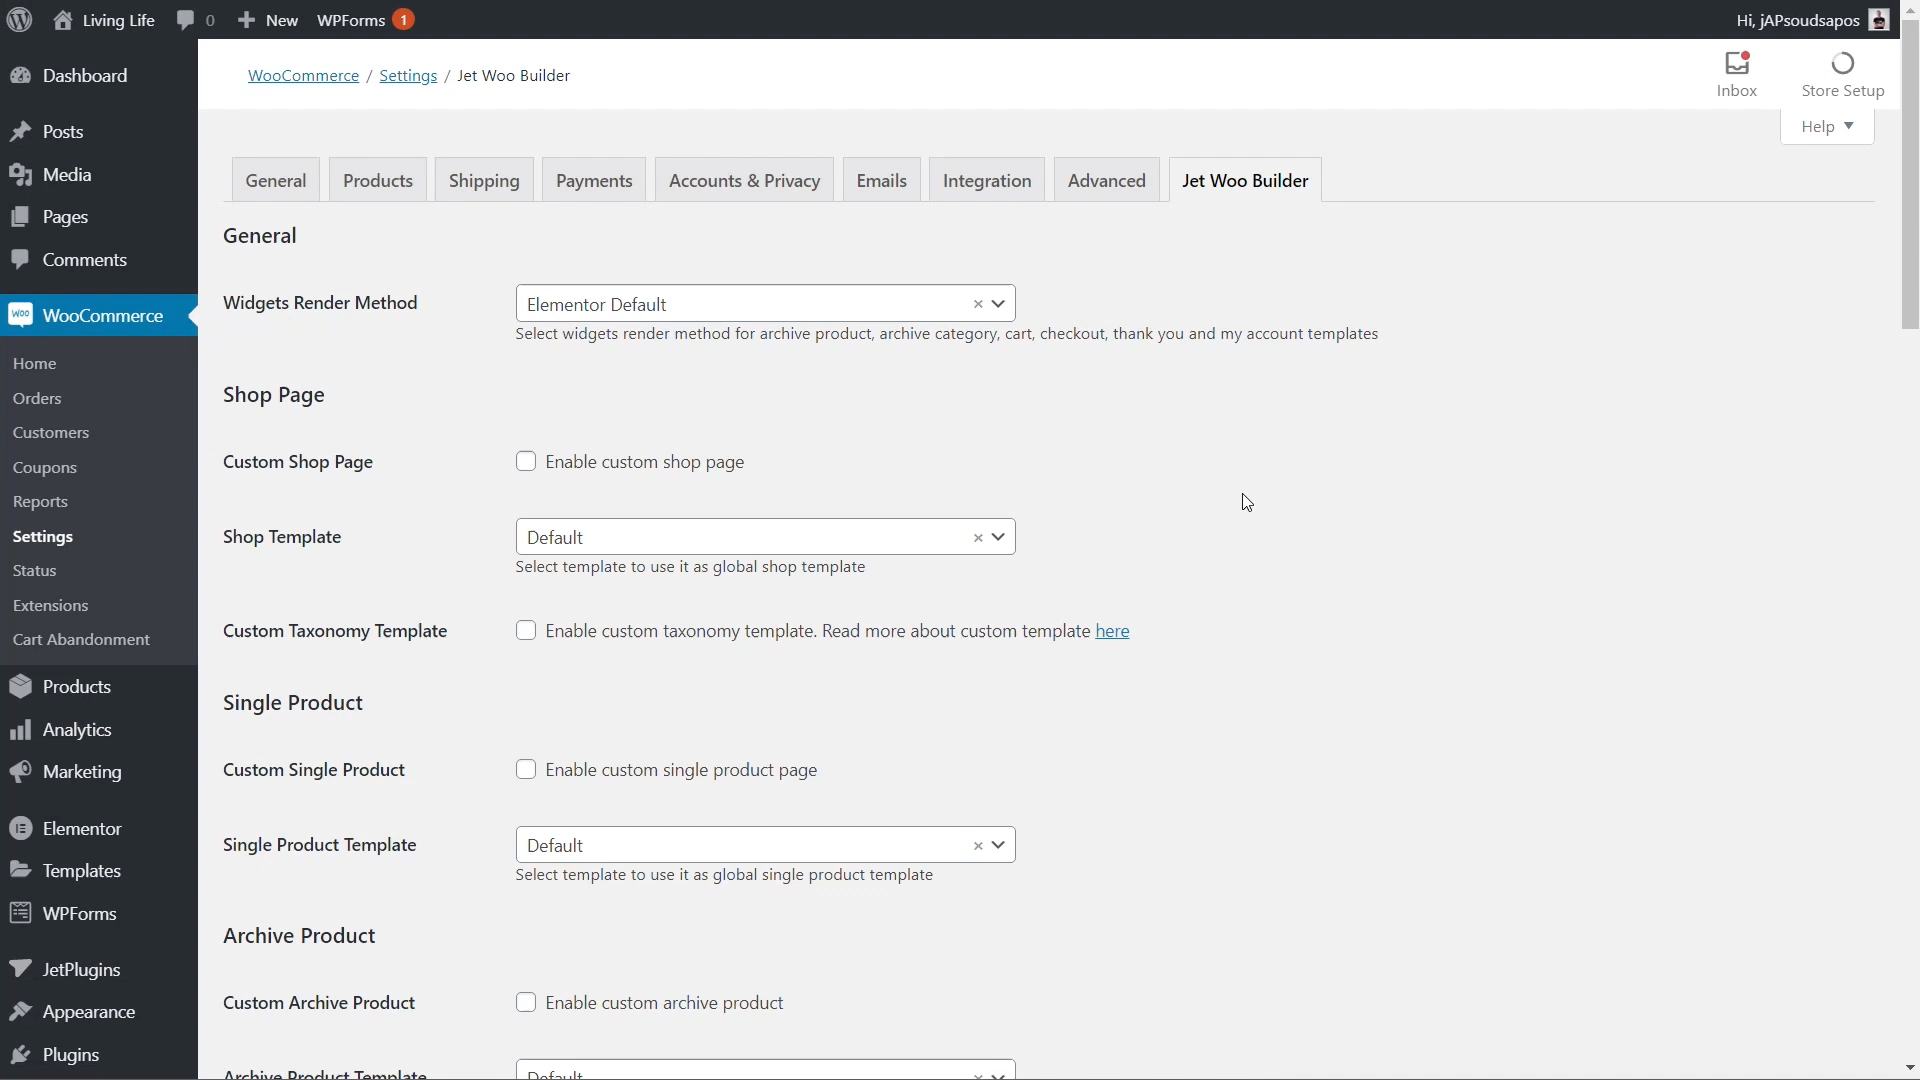 Living Life 0 New WPForms 1 Hi, jAPsoudsapos
Dashboard
Posts
Media
Pages
Comments
Woo WooCommerce
Home
Orders
Customers
Coupons
Reports
Settings
Status
Extensions
Cart Abandonment
Products
Analytics
Marketing
Elementor
Templates
WPForms
JetPlugins
Appearance
Plugins
WooCommerce / Settings / Jet Woo Builder
Inbox
Store Setup
Help
General Products Shipping Payments Accounts & Privacy Emails Integration Advanced Jet Woo Builder
General
Widgets Render Method Elementor Default × 
Select widgets render method for archive product, archive category, cart, checkout, thank you and my account templates
Shop Page
Custom Shop Page Enable custom shop page
Shop Template Default ×
Select template to use it as global shop template
Custom Taxonomy Template Enable custom taxonomy template. Read more about custom template here
Single Product
Custom Single Product Enable custom single product page
Single Product Template Default ×
Select template to use it as global single product template
Archive Product
Custom Archive Product Enable custom archive product
Archive Product Template Default ×